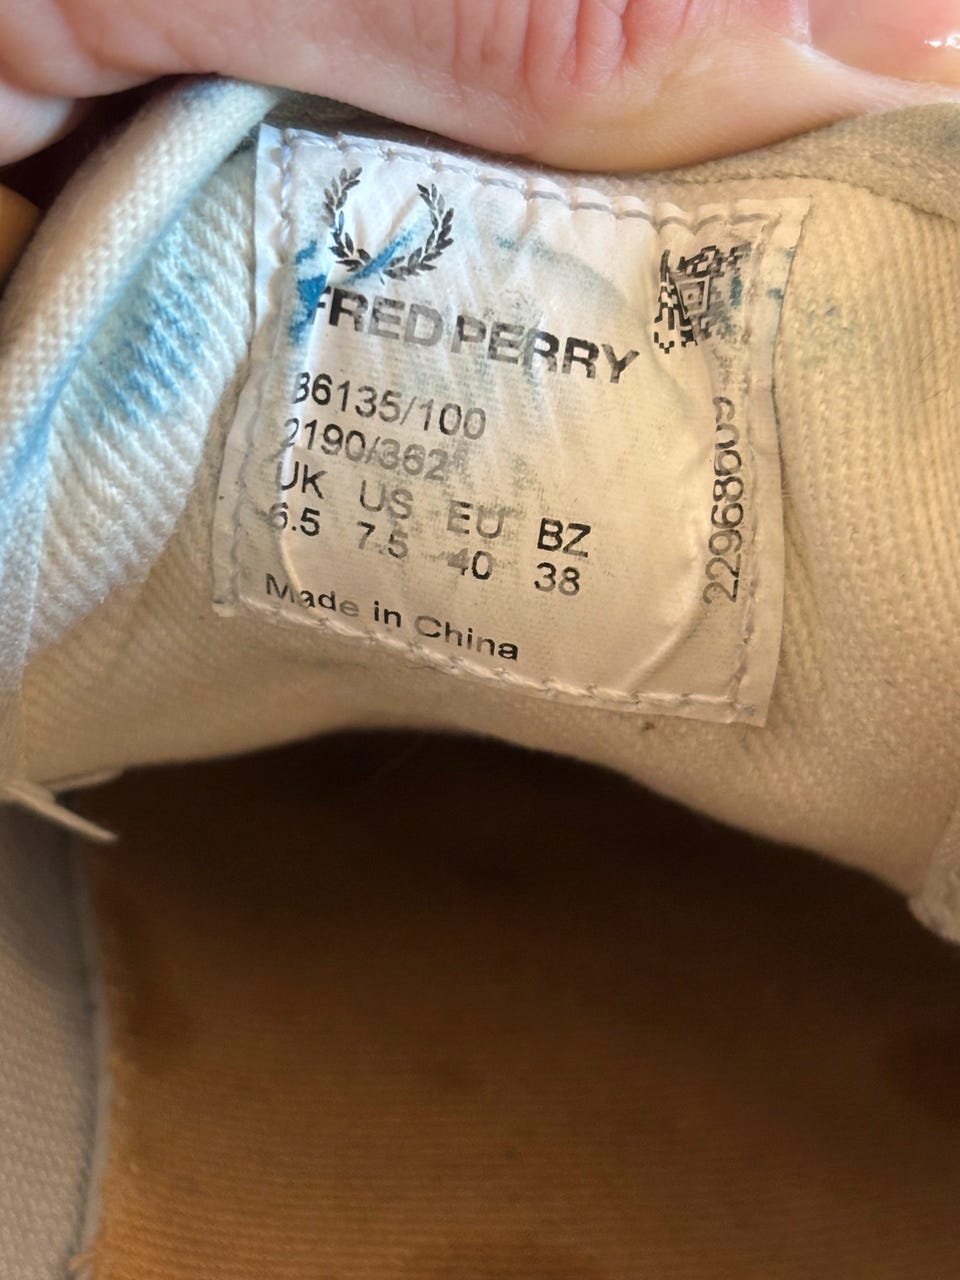 FRED PERRY
B6135/100
2190/362
UK US EU BZ
6.5 7.5 40 38
Made in China